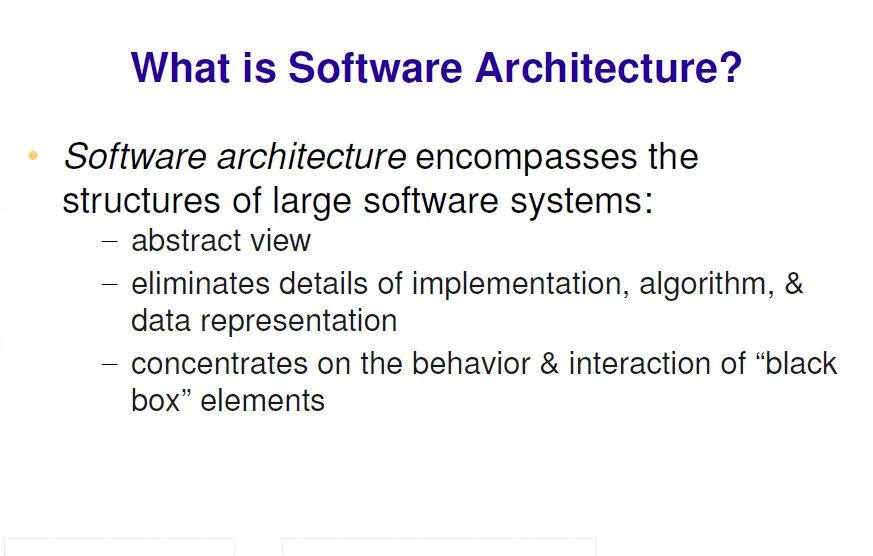 What is Software Architecture?
• Software architecture encompasses the
structures of large software systems:
– abstract view
– eliminates details of implementation, algorithm, &
data representation
– concentrates on the behavior & interaction of “black
box” elements